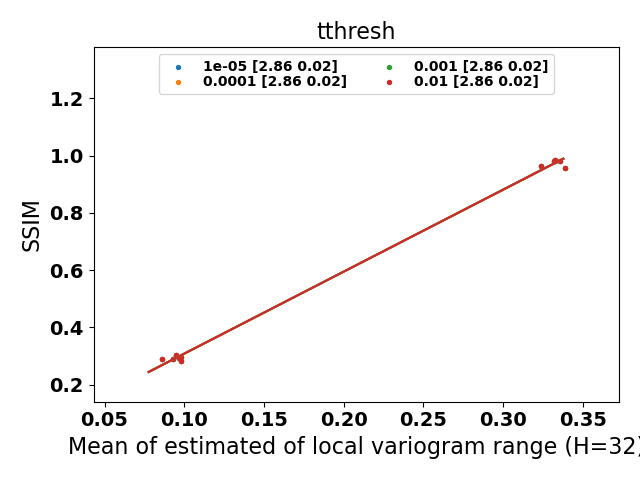 tthresh
1e-05 [2.86 0.02]
0.0001 [2.86 0.02]
0.001 [2.86 0.02]
0.01 [2.86 0.02]
SSIM
1.2
1.0
0.8
0.6
0.4
0.2
0.05 0.10 0.15 0.20 0.25 0.30 0.35
Mean of estimated of local variogram range (H=32)